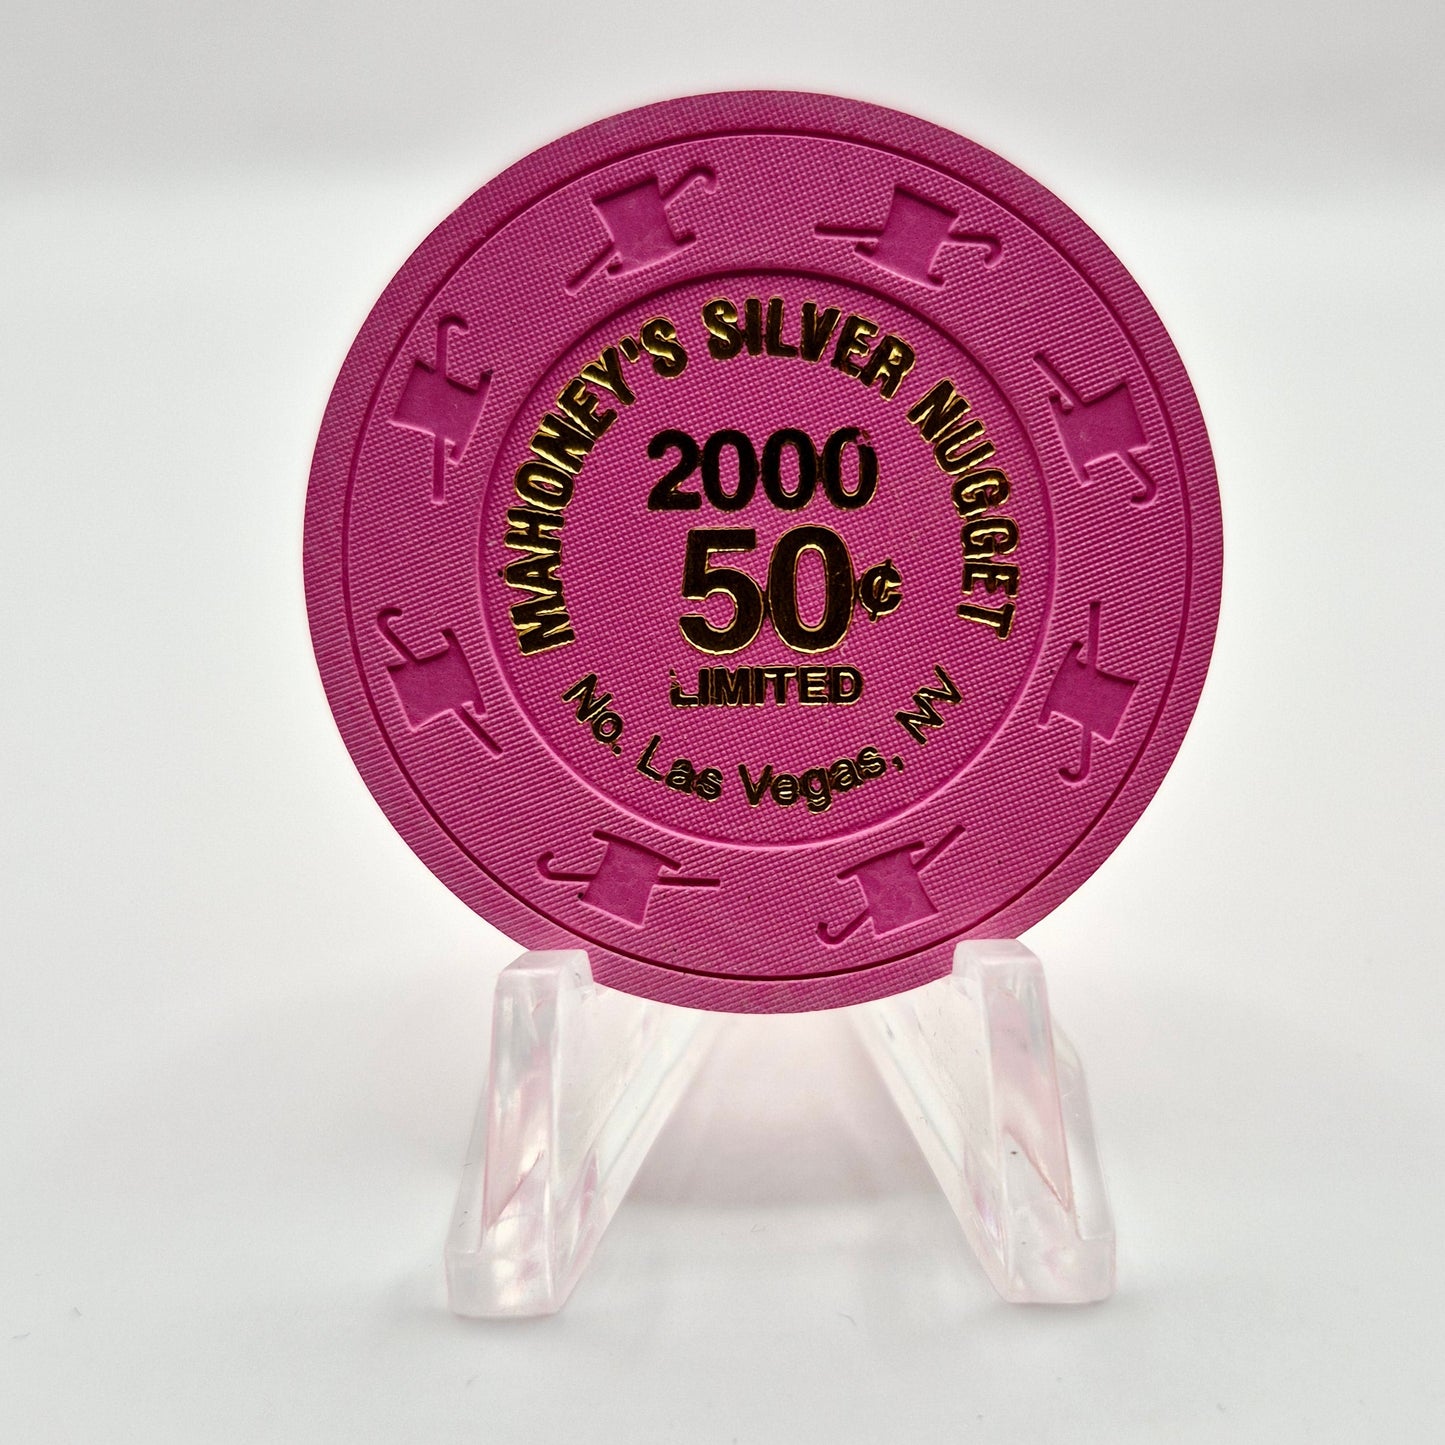 MAHONEY'S SILVER NUGGET
2000
50¢
LIMITED
No. Las Vegas, NV